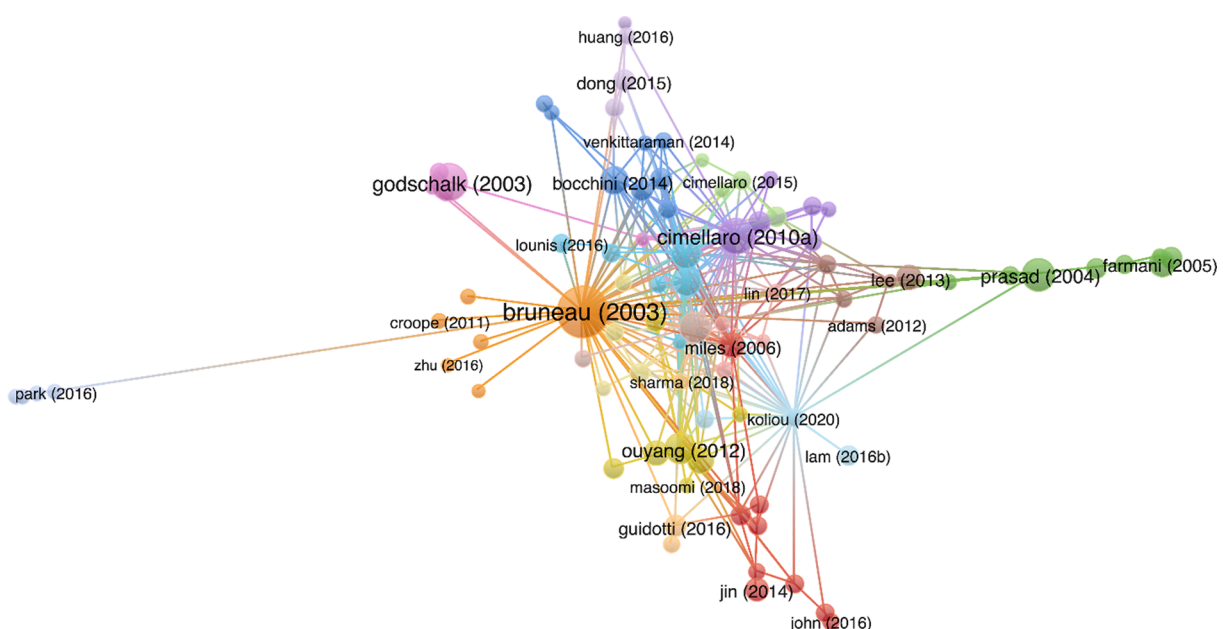 huang (2016)
dong (2015)
venkittaraman (2014)
godschalk (2003)
bocchini (2014)
cimellaro (2015)
cimellaro (2010a)
lounis (2016)
farmani (2005)
prasad (2004)
lee (2013)
lin (2017)
bruneau (2003)
croope (2011)
adams (2012)
miles (2006)
zhu (2016)
sharma (2018)
park (2016)
koliou (2020)
ouyang (2012)
lam (2016b)
masoomi (2018)
guidotti (2016)
jin (2014)
john (2016)